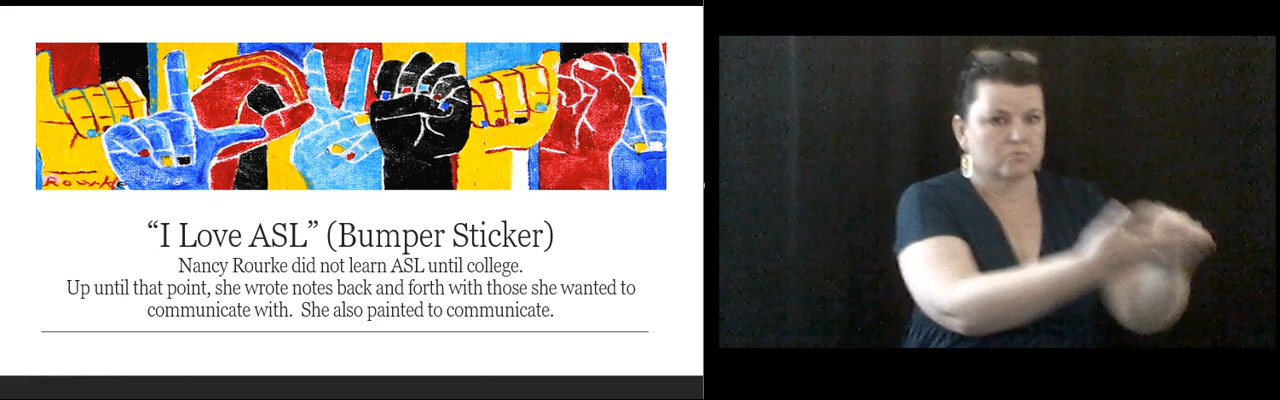 Rourke
“I Love ASL” (Bumper Sticker)
Nancy Rourke did not learn ASL until college.
Up until that point, she wrote notes back and forth with those she wanted to
communicate with.  She also painted to communicate.